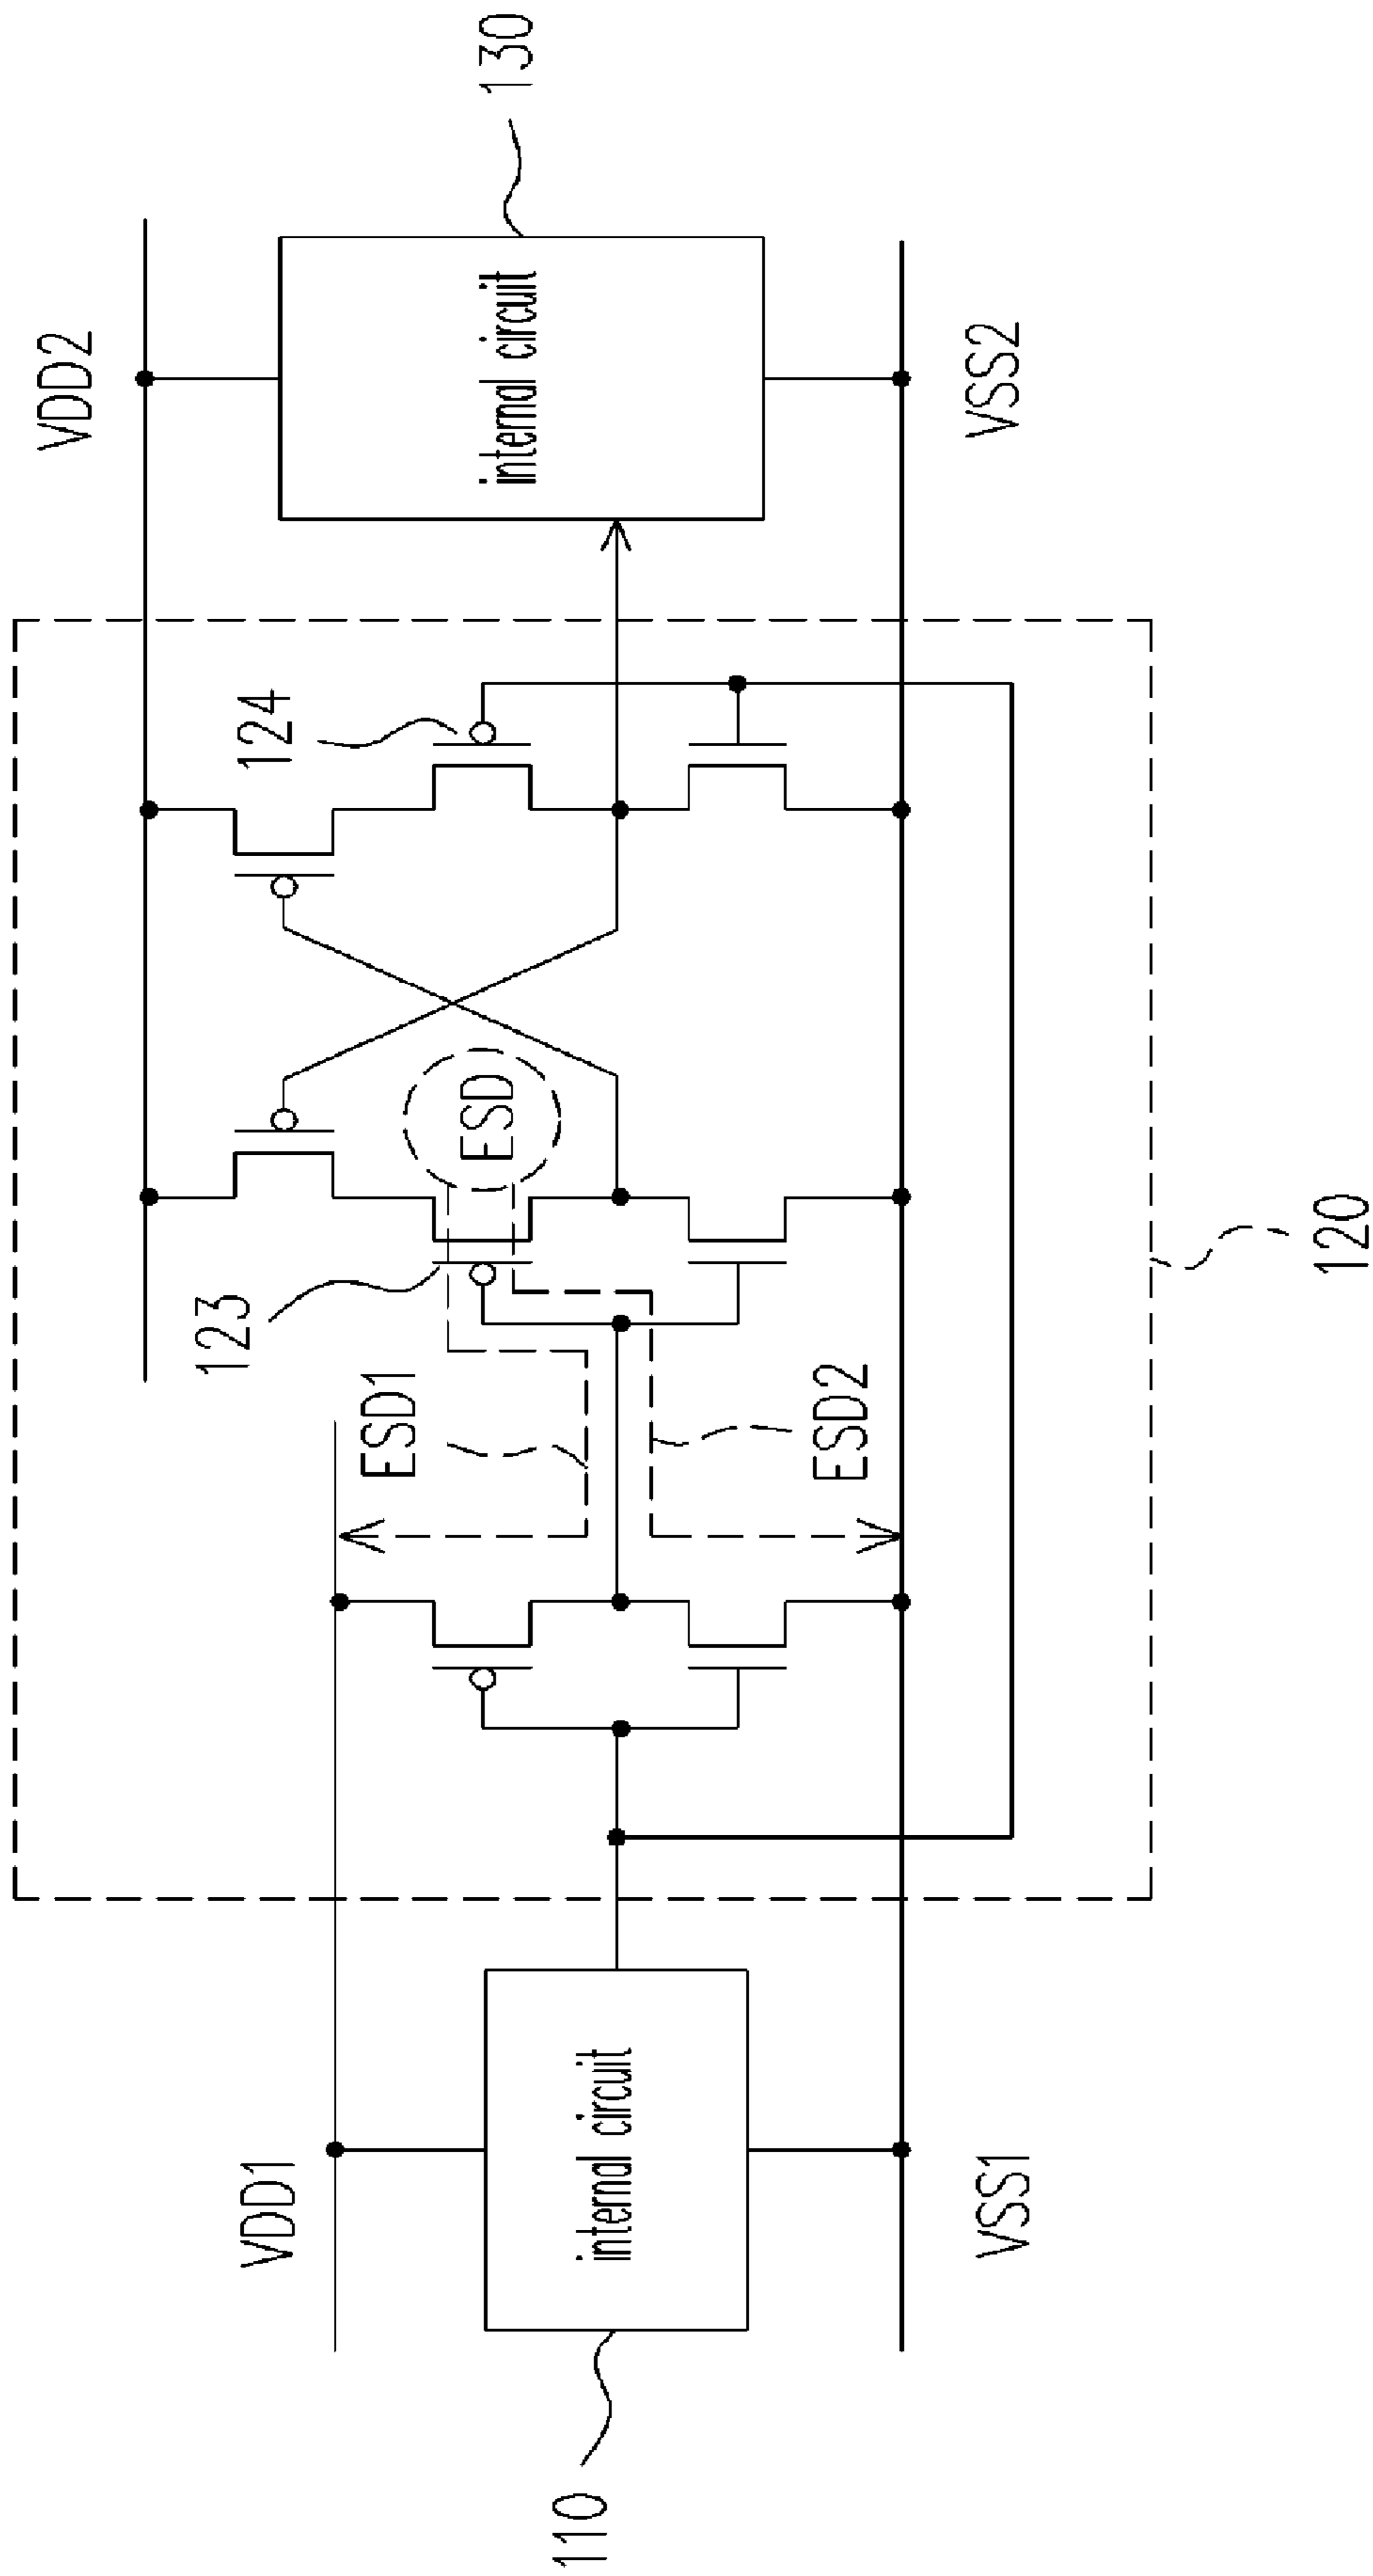 VDD2
130
internal circuit
VSS2
124
123
ESD
ESD1
ESD2
120
VDD1
internal circuit
VSS1
110